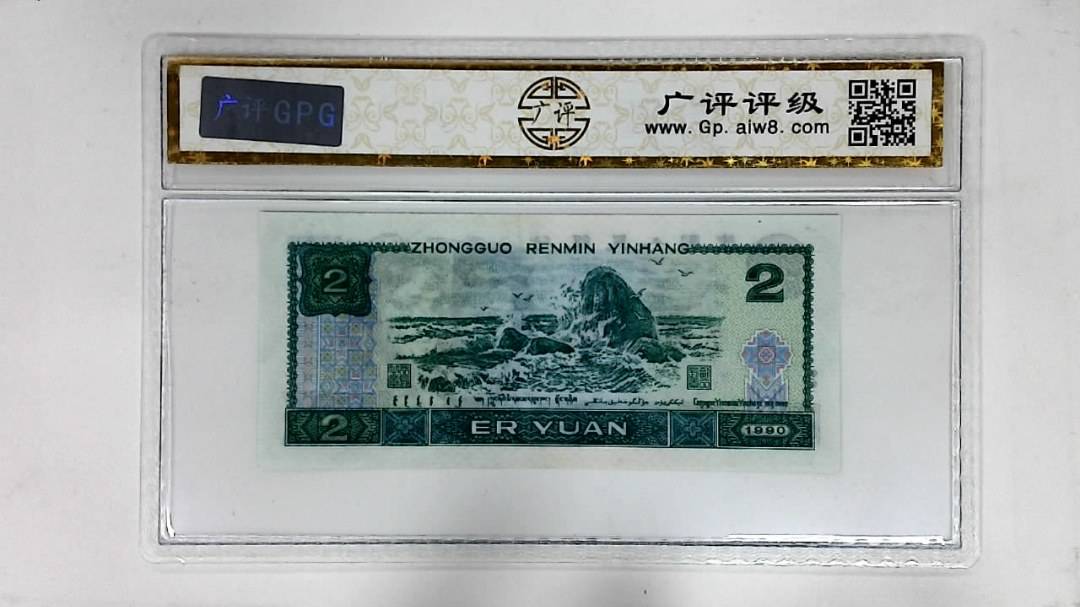 广评GPG
广评
广评评级
www. Gp. aiw8. com
ZHONGGUO RENMIN YINHANG
2
2
2
ER YUAN
1990